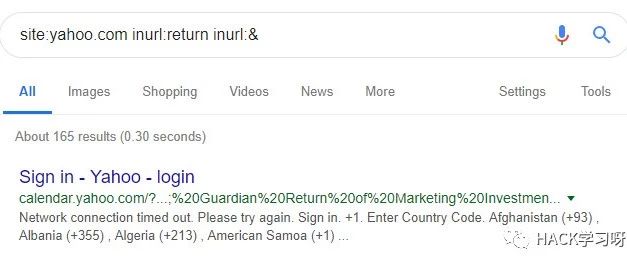 site:yahoo.com inurl:return inurl:&
All Images Shopping Videos News More Settings Tools
About 165 results (0.30 seconds)
Sign in - Yahoo - login
calendar.yahoo.com/?...;%20Guardian%20Return%20of%20Marketing%20Investmen...
Network connection timed out. Please try again. Sign in. +1. Enter Country Code. Afghanistan (+93) ,
Albania (+355) , Algeria (+213) , American Samoa (+1) ...
HACK学习呀